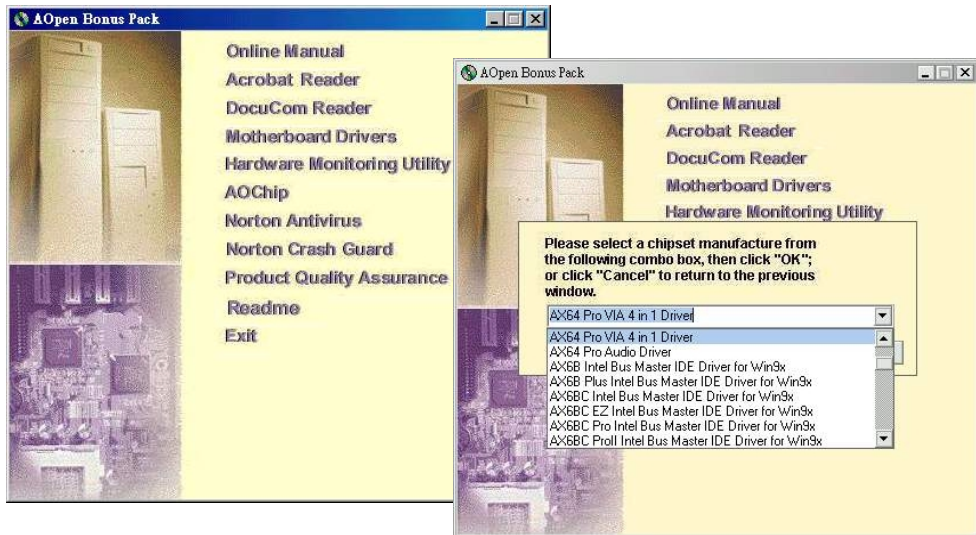 AOpen Bonus Pack
Online Manual
Acrobat Reader
DocuCom Reader
Motherboard Drivers
Hardware Monitoring Utility
AOChip
Norton Antivirus
Norton Crash Guard
Product Quality Assurance
Readme
Exit
AOpen Bonus Pack
Online Manual
Acrobat Reader
DocuCom Reader
Motherboard Drivers
Hardware Monitoring Utility
Please select a chipset manufacture from
the following combo box, then click "OK";
or click "Cancel" to return to the previous
window.
AX64 Pro VIA 4 in 1 Driver
AX64 Pro VIA 4 in 1 Driver
AX64 Pro Audio Driver
AX6B Intel Bus Master IDE Driver for Win9x
AX6B Plus Intel Bus Master IDE Driver for Win9x
AX6BC Intel Bus Master IDE Driver for Win9x
AX6BC EZ Intel Bus Master IDE Driver for Win9x
AX6BC Pro Intel Bus Master IDE Driver for Win9x
AX6BC ProII Intel Bus Master IDE Driver for Win9x